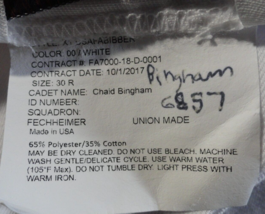 COLOR: 00% WHITE
CONTRACT #: FA7000-18-D-0001
CONTRACT DATE: 10/1/2017
SIZE: 30 R
CADET NAME: Chaid Bingham
ID NUMBER:
SQUADRON:
FECHHEIMER UNION MADE
Made in USA
Bingham
6857
65% Polyester/35% Cotton
MAY BE DRY CLEANED. DO NOT USE BLEACH. MACHINE
WASH GENTLE/DELICATE CYCLE. USE WARM WATER
(105°F Max). DO NOT TUMBLE DRY. LIGHT PRESS WITH
WARM IRON.